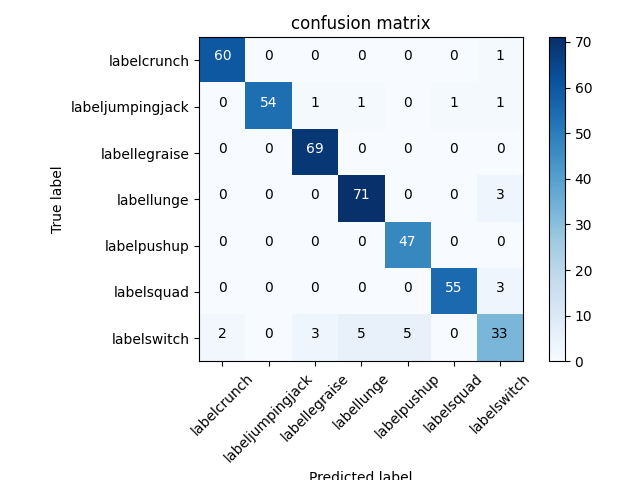 confusion matrix
True label
labelcrunch 60 0 0 0 0 0 1
labeljumpingjack 0 54 1 1 0 1 1
labellegraise 0 0 69 0 0 0 0
labellunge 0 0 0 71 0 0 3
labelpushup 0 0 0 0 47 0 0
labelsquad 0 0 0 0 0 55 3
labelswitch 2 0 3 5 5 0 33
labelcrunch labeljumpingjack labellegraise labellunge labelpushup labelsquad labelswitch
Predicted label
70
60
50
40
30
20
10
0